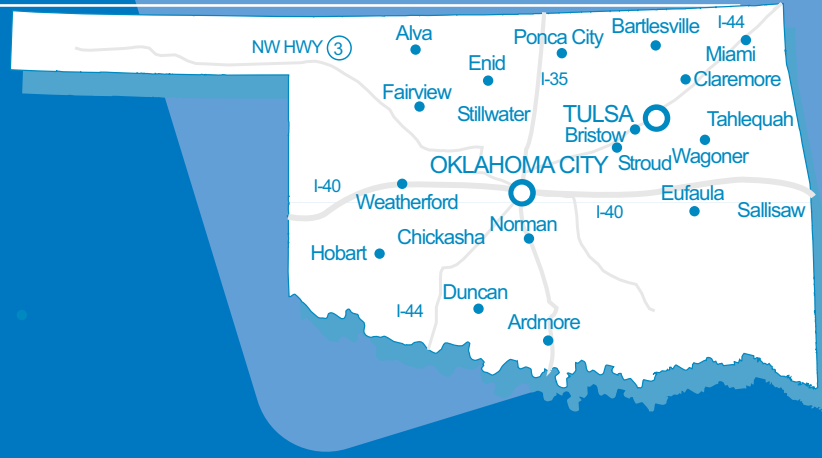 I-44
Bartlesville
Alva
Ponca City
NW HWY 3
Miami
Enid
I-35
Claremore
Fairview
Stillwater
TULSA
Tahlequah
Bristow
Stroud
Wagoner
OKLAHOMA CITY
I-40
Weatherford
Eufaula
I-40
Sallisaw
Norman
Chickasha
Hobart
Duncan
I-44
Ardmore